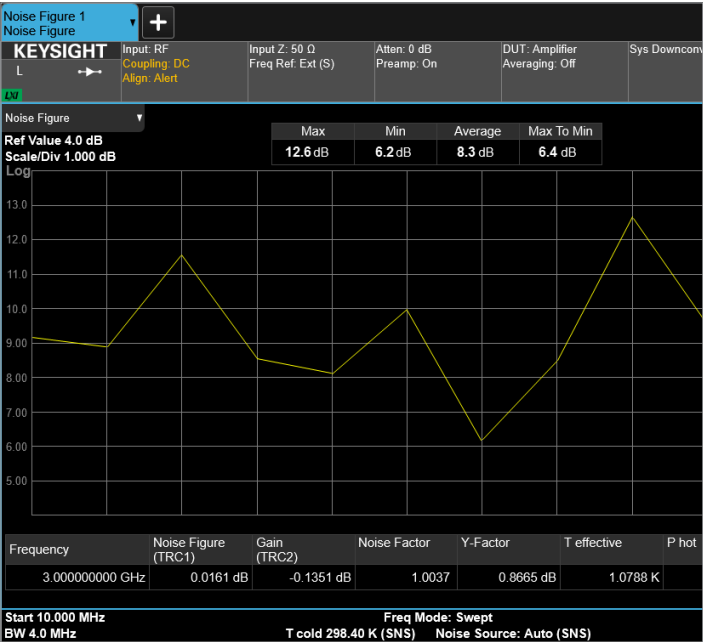 Noise Figure 1
Noise Figure
KEYSIGHT
L
LXI
Input: RF
Coupling: DC
Align: Alert
Input Z: 50 Ω
Freq Ref: Ext (S)
Atten: 0 dB
Preamp: On
DUT: Amplifier
Averaging: Off
Sys Downconv
Noise Figure
Ref Value 4.0 dB
Scale/Div 1.000 dB
Log
Max Min Average Max To Min
12.6 dB 6.2 dB 8.3 dB 6.4 dB
13.0
12.0
11.0
10.0
9.00
8.00
7.00
6.00
5.00
Frequency Noise Figure (TRC1) Gain (TRC2) Noise Factor Y-Factor T effective P hot
3.000000000 GHz 0.0161 dB -0.1351 dB 1.0037 0.8665 dB 1.0788 K
Start 10.000 MHz Freq Mode: Swept
BW 4.0 MHz T cold 298.40 K (SNS) Noise Source: Auto (SNS)